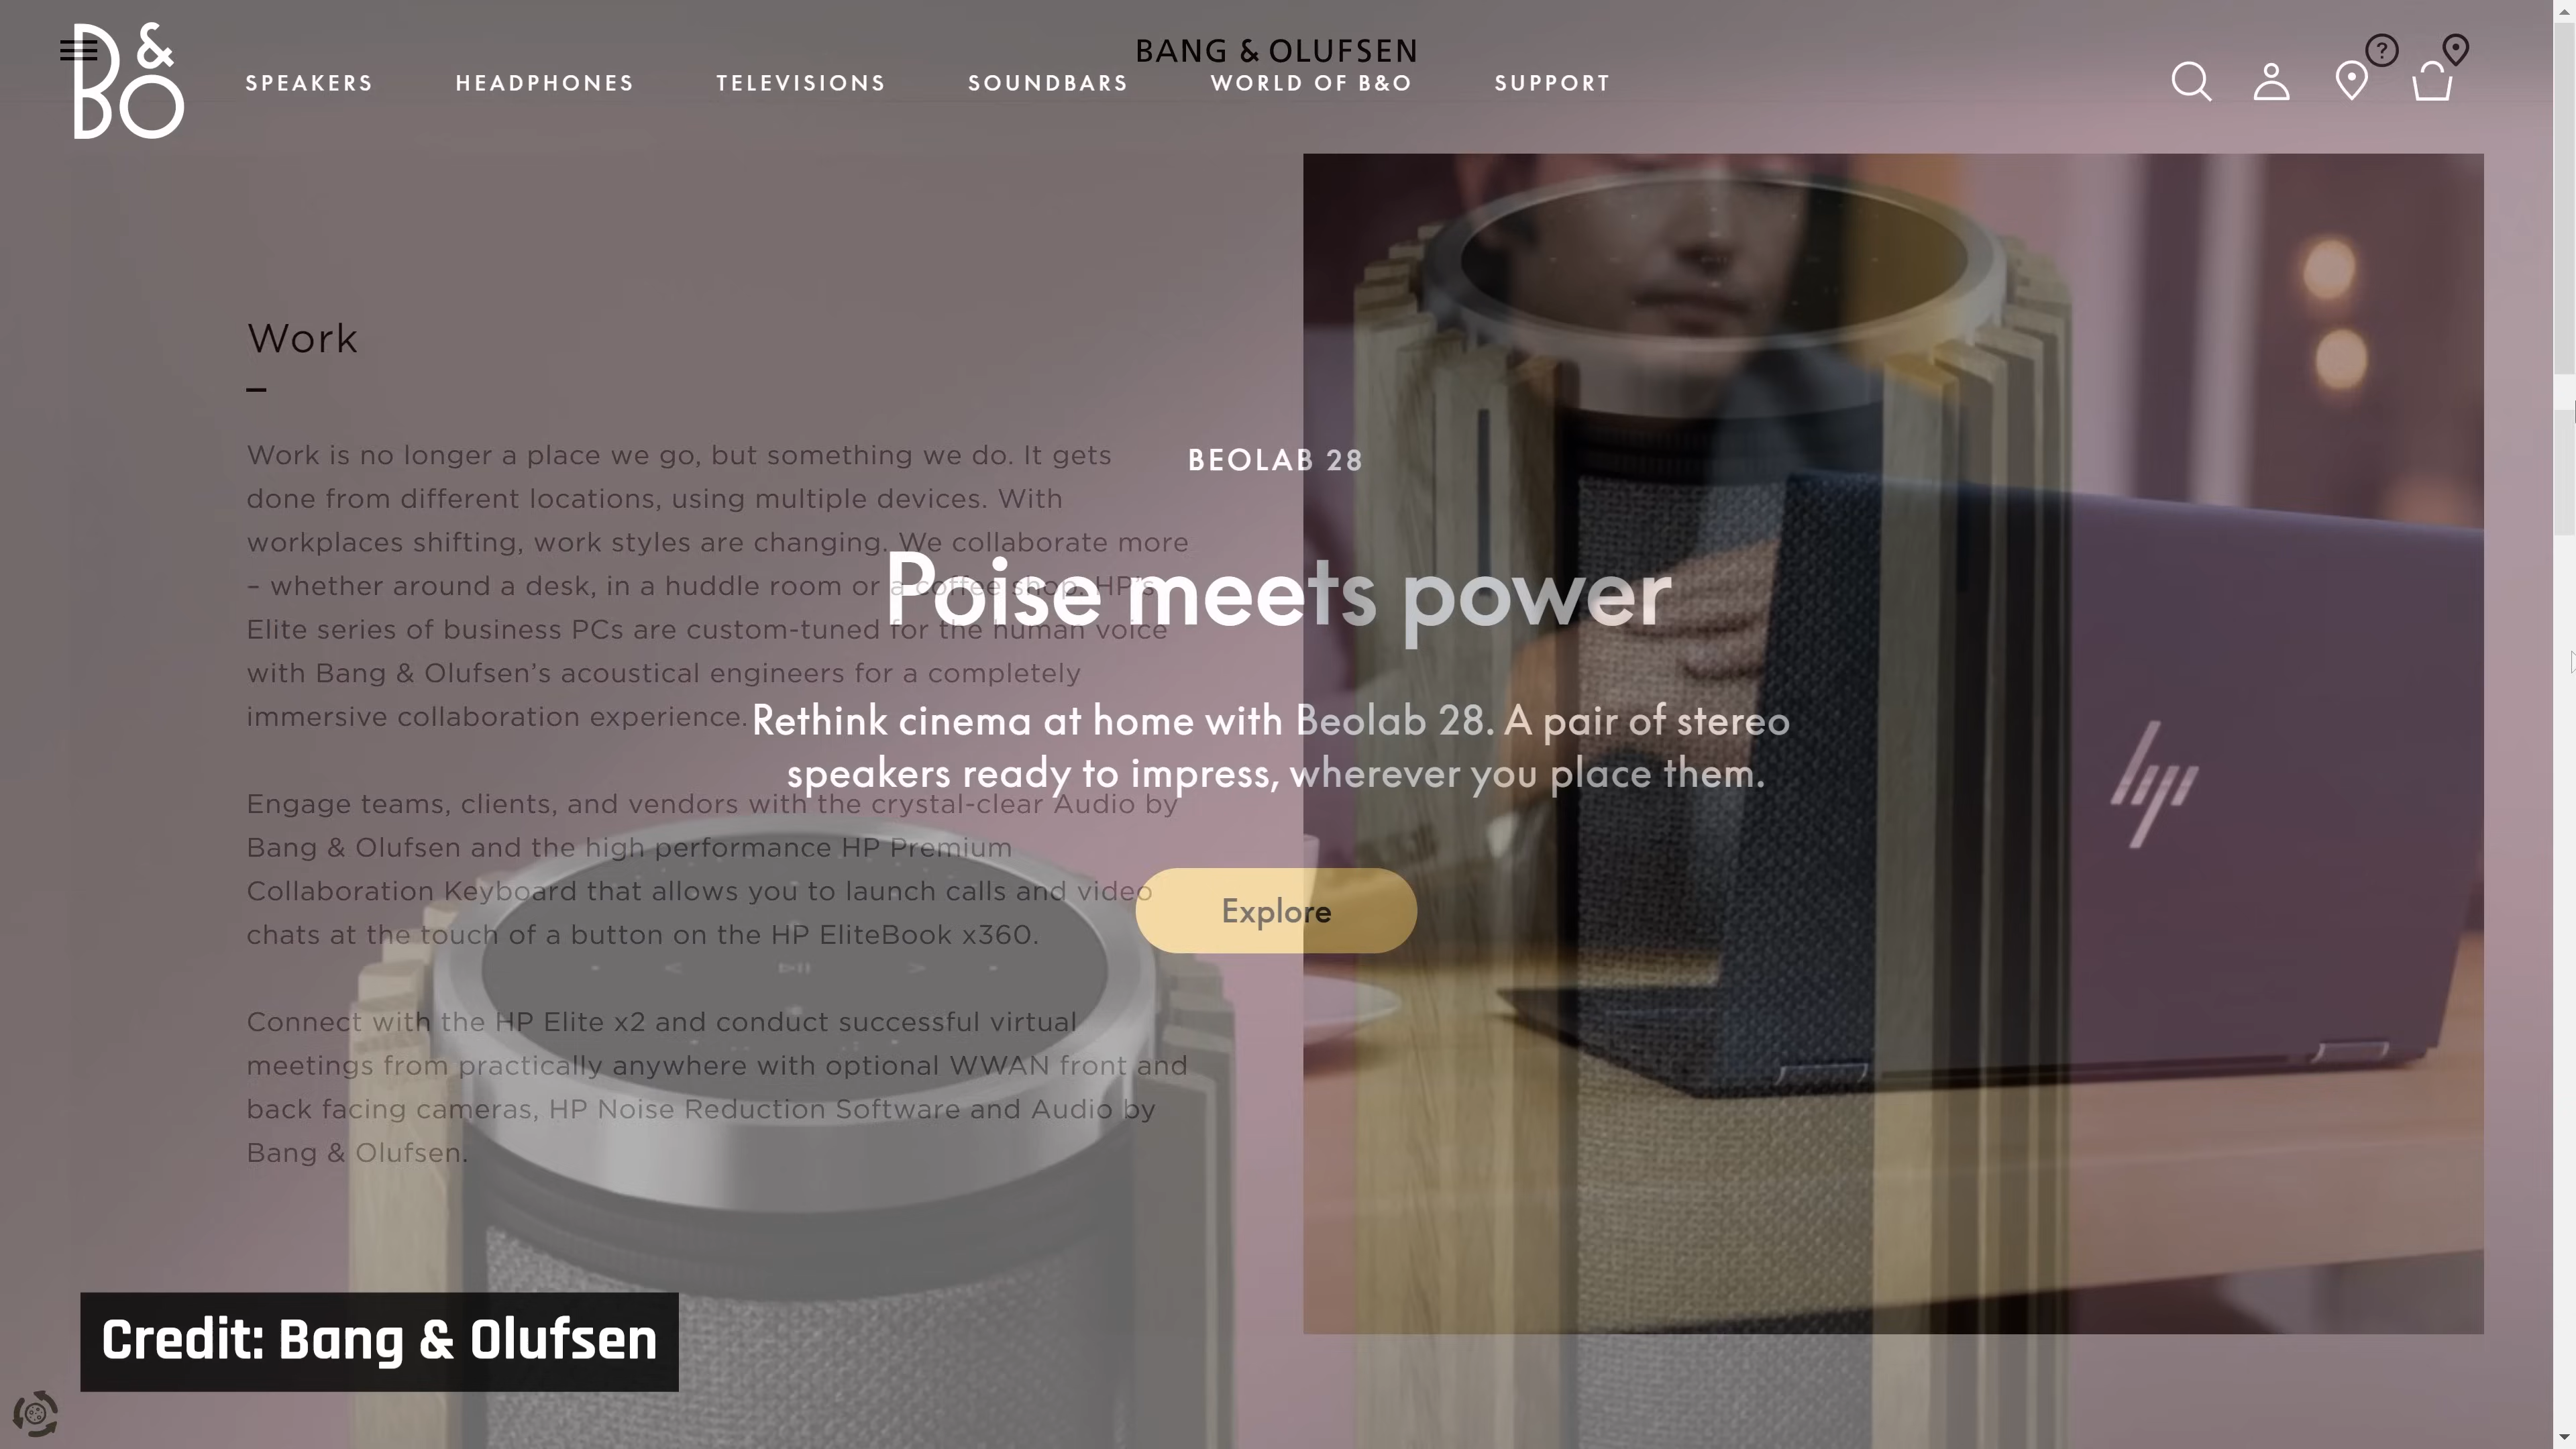 B&O
BANG & OLUFSEN
SPEAKERS HEADPHONES TELEVISIONS SOUNDBARS WORLD OF B&O SUPPORT
?
Work
Work is no longer a place we go, but something we do. It gets
done from different locations, using multiple devices. With
workplaces shifting, work styles are changing. We collaborate more
– whether around a desk, in a huddle room or a coffee shop. HP's
Elite series of business PCs are custom-tuned for the human voice
with Bang & Olufsen's acoustical engineers for a completely
immersive collaboration experience.
Engage teams, clients, and vendors with the crystal-clear Audio by
Bang & Olufsen and the high performance HP Premium
Collaboration Keyboard that allows you to launch calls and video
chats at the touch of a button on the HP EliteBook x360.
Connect with the HP Elite x2 and conduct successful virtual
meetings from practically anywhere with optional WWAN front and
back facing cameras, HP Noise Reduction Software and Audio by
Bang & Olufsen.
BEOLAB 28
Poise meets power
Rethink cinema at home with Beolab 28. A pair of stereo
speakers ready to impress, wherever you place them.
Explore
hp
Credit: Bang & Olufsen